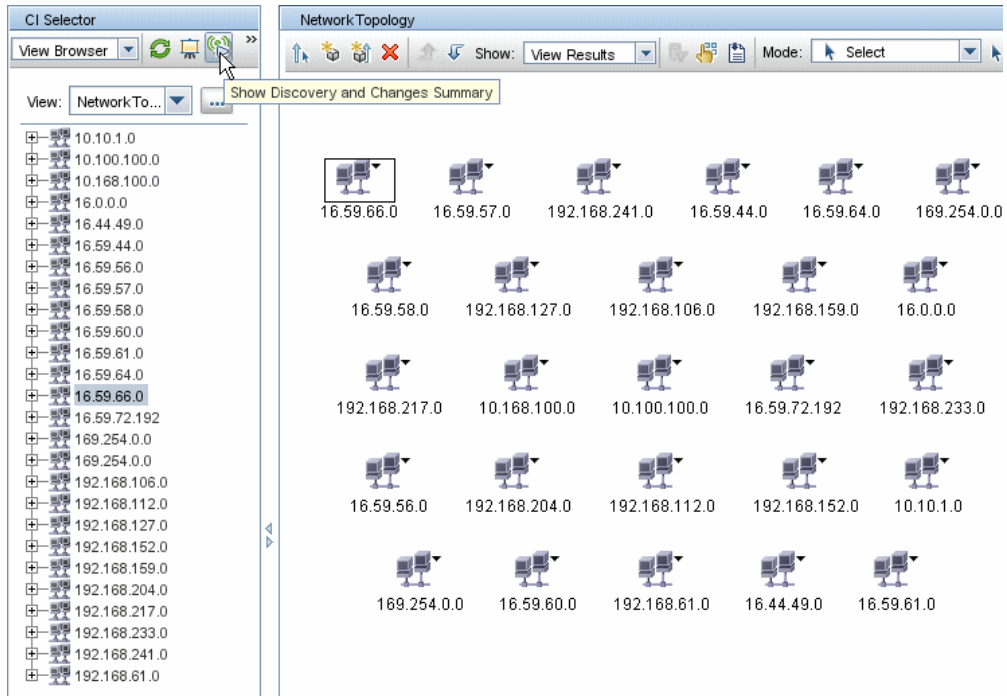 CI Selector
View Browser
»
Show Discovery and Changes Summary
View: NetworkTo... ...
10.10.1.0
10.100.100.0
10.168.100.0
16.0.0.0
16.44.49.0
16.59.44.0
16.59.56.0
16.59.57.0
16.59.58.0
16.59.60.0
16.59.61.0
16.59.64.0
16.59.66.0
16.59.72.192
169.254.0.0
169.254.0.0
192.168.106.0
192.168.112.0
192.168.127.0
192.168.152.0
192.168.159.0
192.168.204.0
192.168.217.0
192.168.233.0
192.168.241.0
192.168.61.0
NetworkTopology
Show: View Results Mode: Select
16.59.66.0 16.59.57.0 192.168.241.0 16.59.44.0 16.59.64.0 169.254.0.0
16.59.58.0 192.168.127.0 192.168.106.0 192.168.159.0 16.0.0.0
192.168.217.0 10.168.100.0 10.100.100.0 16.59.72.192 192.168.233.0
16.59.56.0 192.168.204.0 192.168.112.0 192.168.152.0 10.10.1.0
169.254.0.0 16.59.60.0 192.168.61.0 16.44.49.0 16.59.61.0